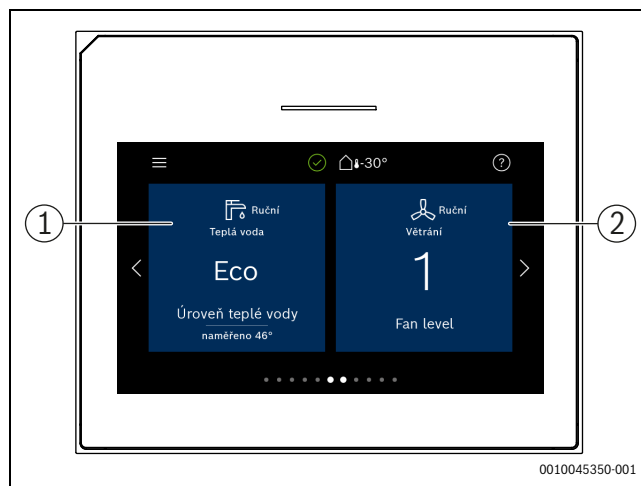 -30°
?
1
Ruční
Teplá voda
Eco
Úroveň teplé vody
naměřeno 46°
Ruční
Větrání
1
Fan level
2
0010045350-001